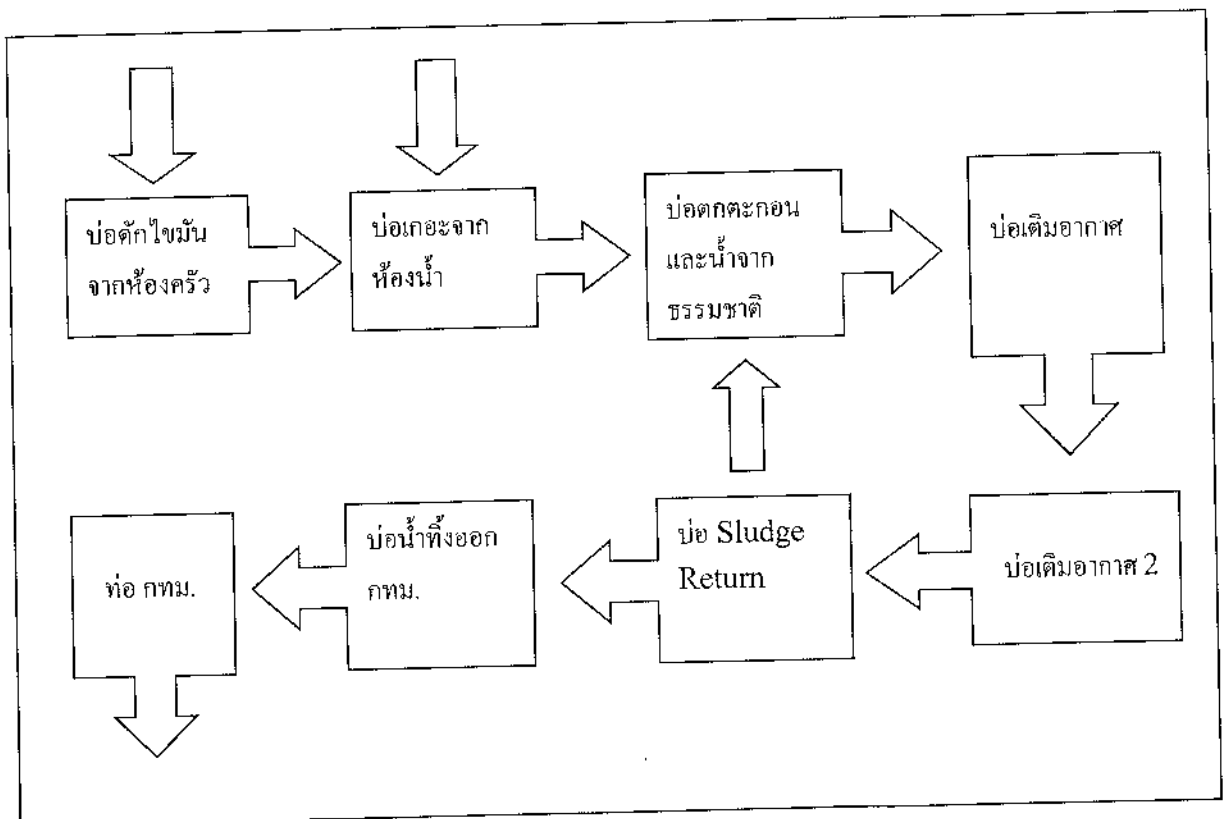 บ่อดักไขมัน
จากห้องครัว
บ่อเกอะจาก
ห้องน้ำ
บ่อตกตะกอน
และน้ำจาก
ธรรมชาติ
บ่อเติมอากาศ
ท่อ กทม.
บ่อน้ำทิ้งออก
กทม.
บ่อ Sludge
Return
บ่อเติมอากาศ 2